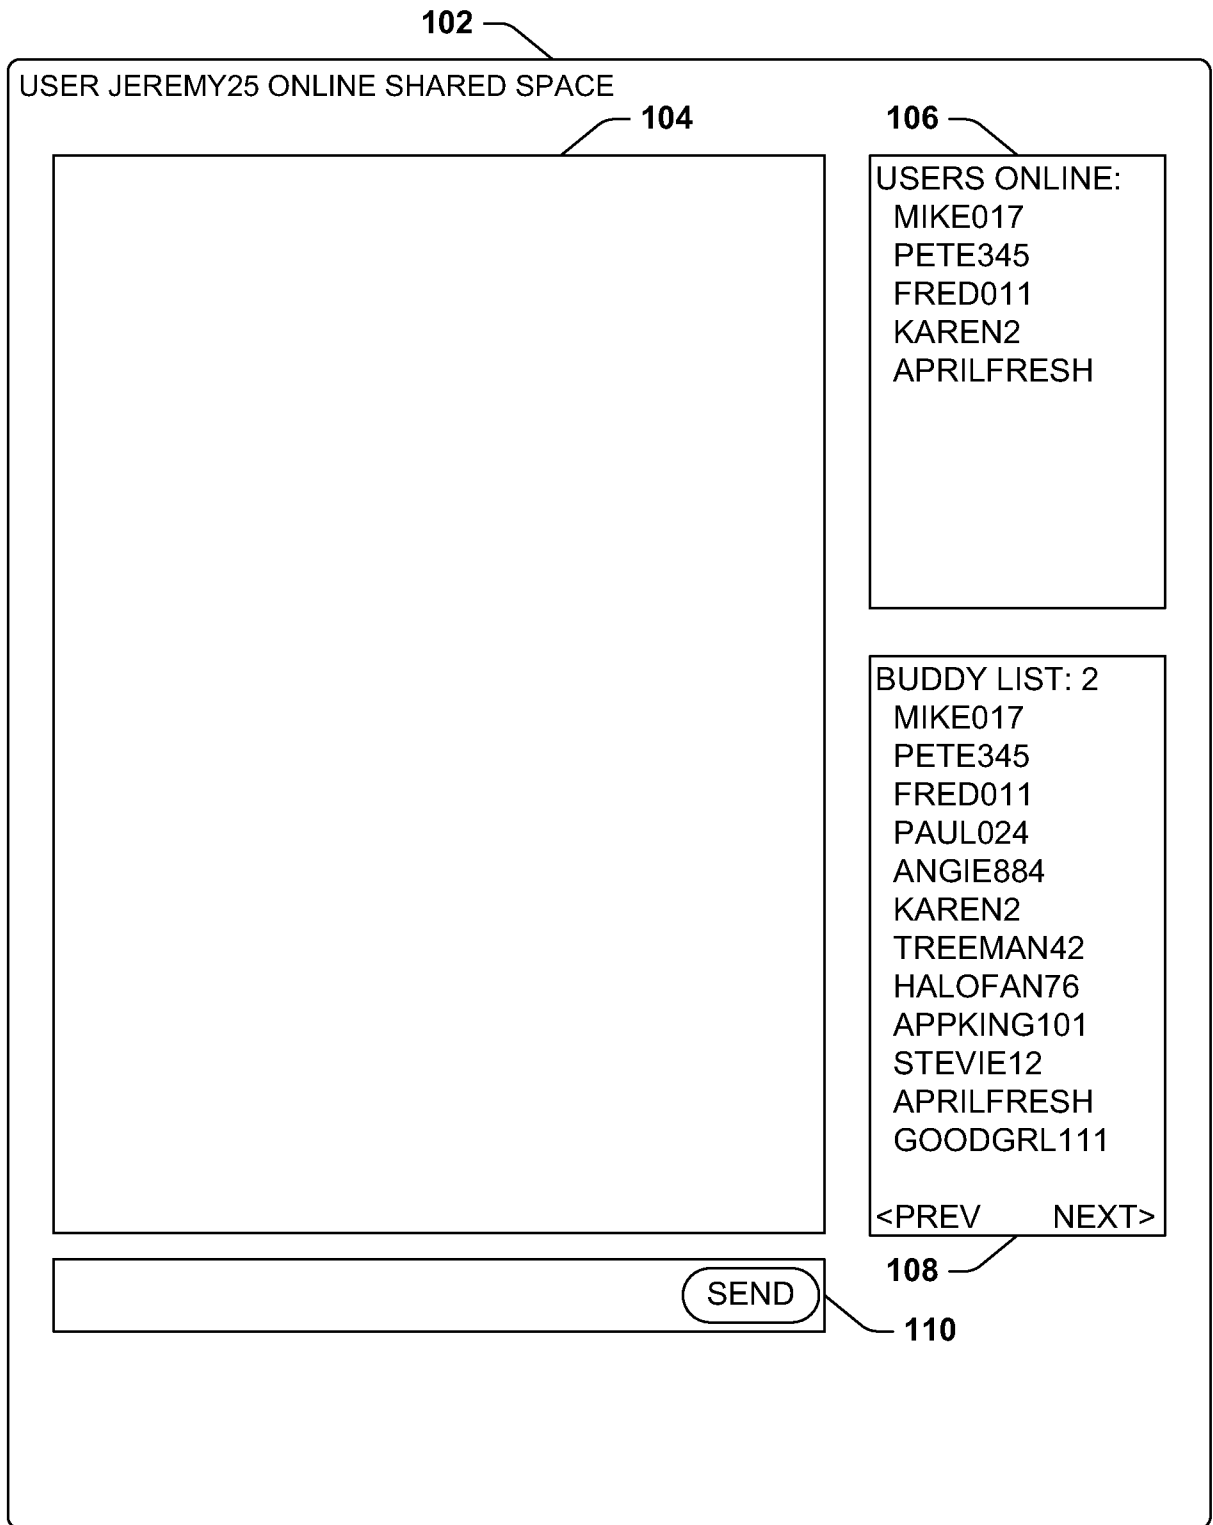 102
USER JEREMY25 ONLINE SHARED SPACE
104
106
USERS ONLINE:
MIKE017
PETE345
FRED011
KAREN2
APRILFRESH
BUDDY LIST: 2
MIKE017
PETE345
FRED011
PAUL024
ANGIE884
KAREN2
TREEMAN42
HALOFAN76
APPKING101
STEVIE12
APRILFRESH
GOODGRL111
<PREV NEXT>
108
SEND
110